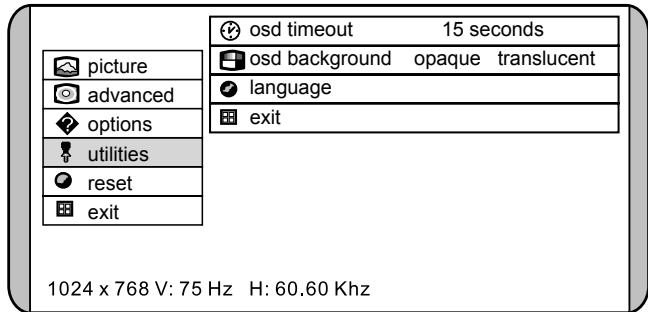 osd timeout 15 seconds
osd background opaque translucent
language
exit
picture
advanced
options
utilities
reset
exit
1024 x 768 V: 75 Hz H: 60.60 Khz